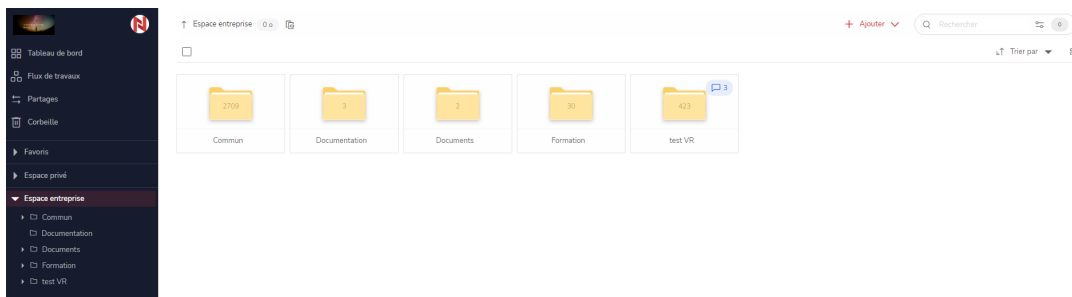 Espace entreprise 0 o
Ajouter
Rechercher
0
Tableau de bord
Flux de travaux
Partages
Corbeille
Favoris
Espace privé
Espace entreprise
Commun
Documentation
Documents
Formation
test VR
Trier par
2709
3
2
30
423
3
Commun
Documentation
Documents
Formation
test VR